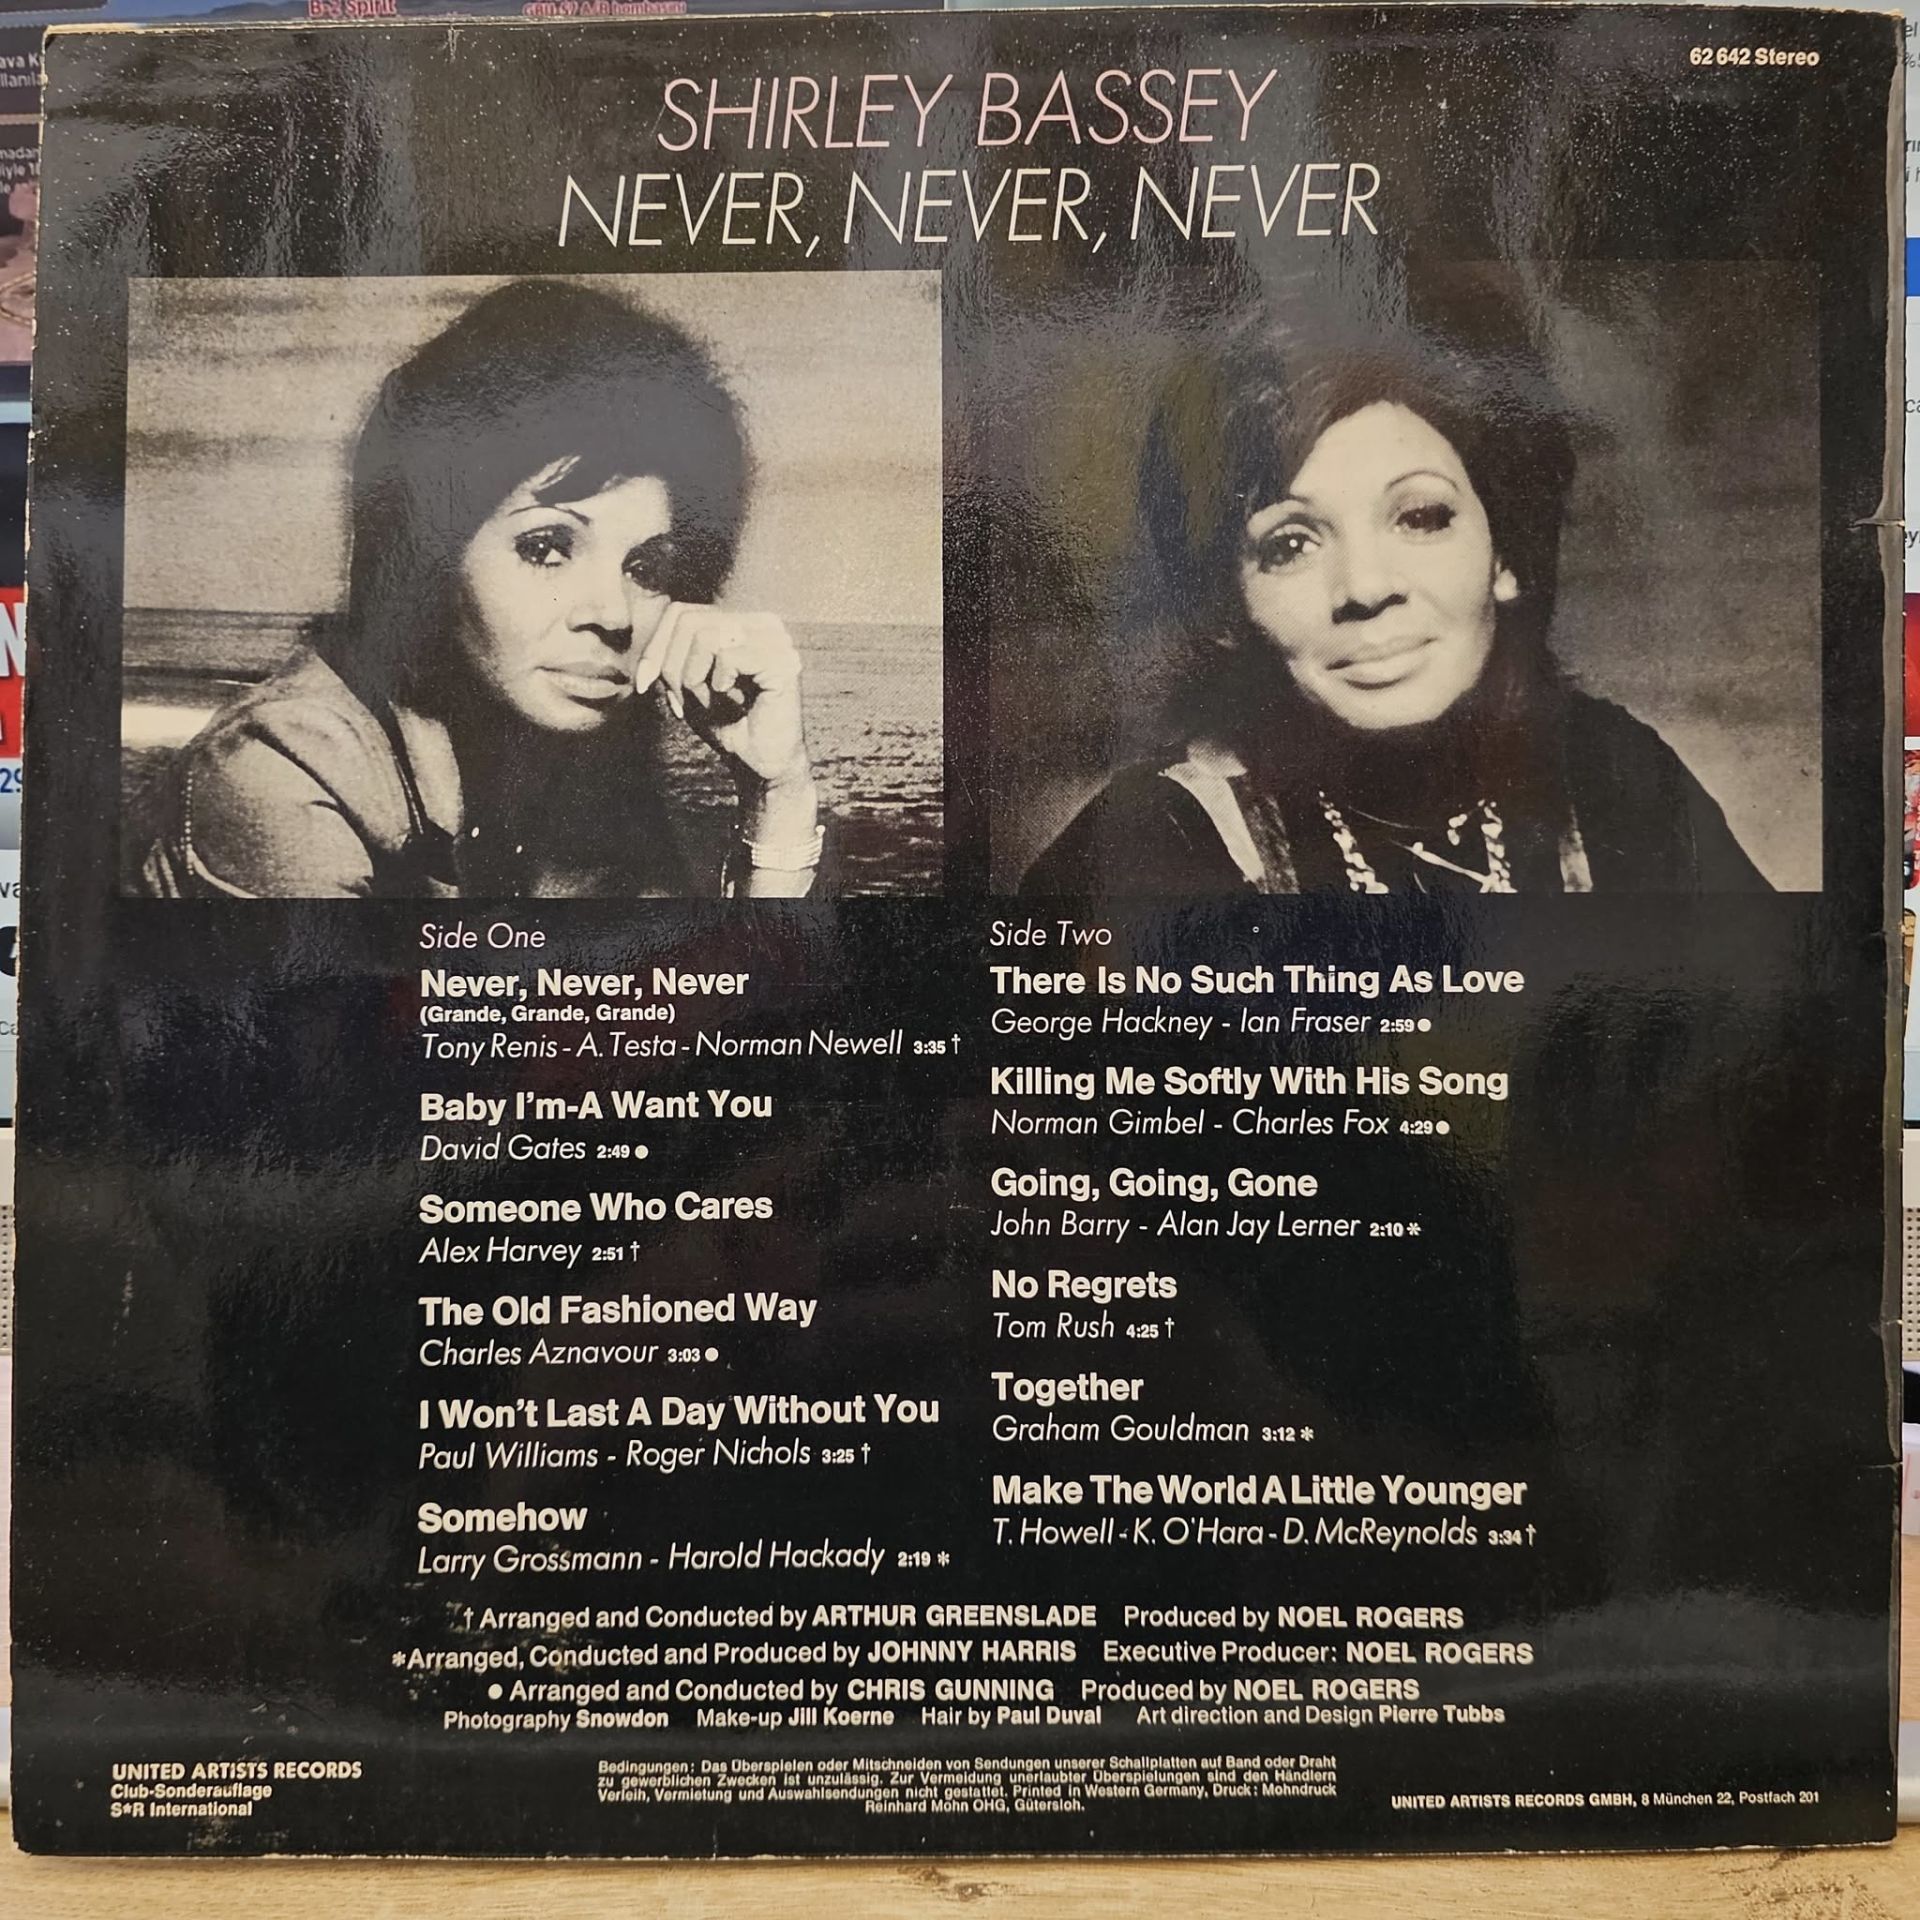 B-2 Spirit
62 642 Stereo
SHIRLEY BASSEY
NEVER, NEVER, NEVER
Side One
Never, Never, Never
(Grande, Grande, Grande)
Tony Renis - A. Testa - Norman Newell 3:35 †
Baby I'm-A Want You
David Gates 2:49 ●
Someone Who Cares
Alex Harvey 2:51 †
The Old Fashioned Way
Charles Aznavour 3:03 ●
I Won't Last A Day Without You
Paul Williams - Roger Nichols 3:25 †
Somehow
Larry Grossmann - Harold Hackady 2:19 *
Side Two
There Is No Such Thing As Love
George Hackney - Ian Fraser 2:59 ●
Killing Me Softly With His Song
Norman Gimbel - Charles Fox 4:29 ●
Going, Going, Gone
John Barry - Alan Jay Lerner 2:10 *
No Regrets
Tom Rush 4:25 †
Together
Graham Gouldman 3:12 *
Make The World A Little Younger
T. Howell - K. O'Hara - D. McReynolds 3:34 †
† Arranged and Conducted by ARTHUR GREENSLADE Produced by NOEL ROGERS
*Arranged, Conducted and Produced by JOHNNY HARRIS Executive Producer: NOEL ROGERS
● Arranged and Conducted by CHRIS GUNNING Produced by NOEL ROGERS
Photography Snowdon Make-up Jill Koerne Hair by Paul Duval Art direction and Design Pierre Tubbs
UNITED ARTISTS RECORDS
Club-Sonderauflage
S*R International
Bedingungen: Das Überspielen oder Mitschneiden von Sendungen unserer Schallplatten auf Band oder Draht
zu gewerblichen Zwecken ist unzulässig. Zur Vermeidung unerlaubter Überspielungen sind den Händlern
Verleih, Vermietung und Auswahlsendungen nicht gestattet. Printed in Western Germany, Druck: Mohndruck
Reinhard Mohn OHG, Gütersloh.
UNITED ARTISTS RECORDS GMBH, 8 München 22, Postfach 201